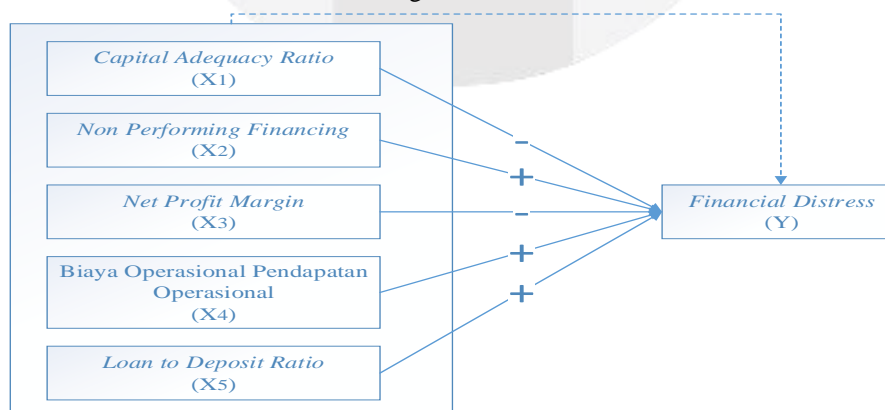 Capital Adequacy Ratio
(X1)
Non Performing Financing
(X2)
Net Profit Margin
(X3)
Biaya Operasional Pendapatan
Operasional
(X4)
Loan to Deposit Ratio
(X5)
-
+
-
+
+
Financial Distress
(Y)